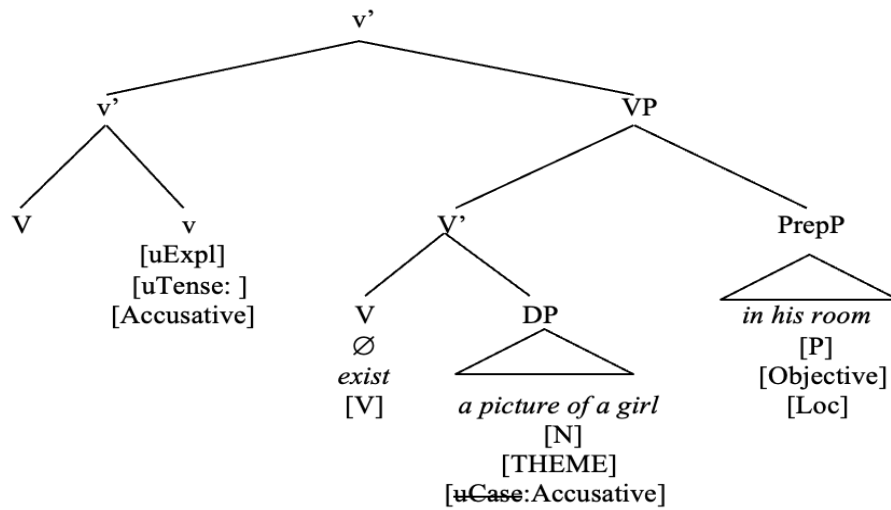 v’
v’ VP
V v V’ PrepP
[uExpl]
[uTense: ]
[Accusative]
V DP in his room
∅ [P]
exist [Objective]
[V] a picture of a girl [Loc]
[N]
[THEME]
[uCase:Accusative]